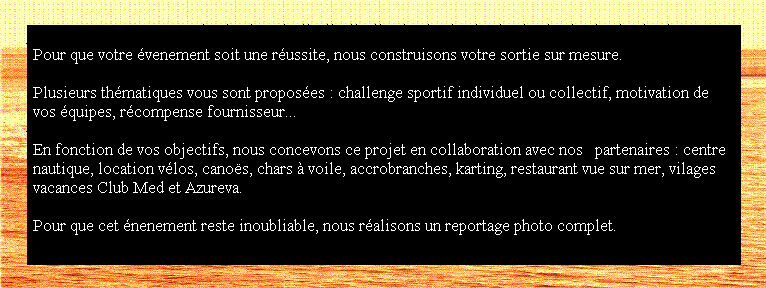 Pour que votre évenement soit une réussite, nous construisons votre sortie sur mesure.
Plusieurs thématiques vous sont proposées : challenge sportif individuel ou collectif, motivation de
vos équipes, récompense fournisseur...
En fonction de vos objectifs, nous concevons ce projet en collaboration avec nos partenaires : centre
nautique, location vélos, canoës, chars à voile, accrobranches, karting, restaurant vue sur mer, vilages
vacances Club Med et Azureva.
Pour que cet énenement reste inoubliable, nous réalisons un reportage photo complet.